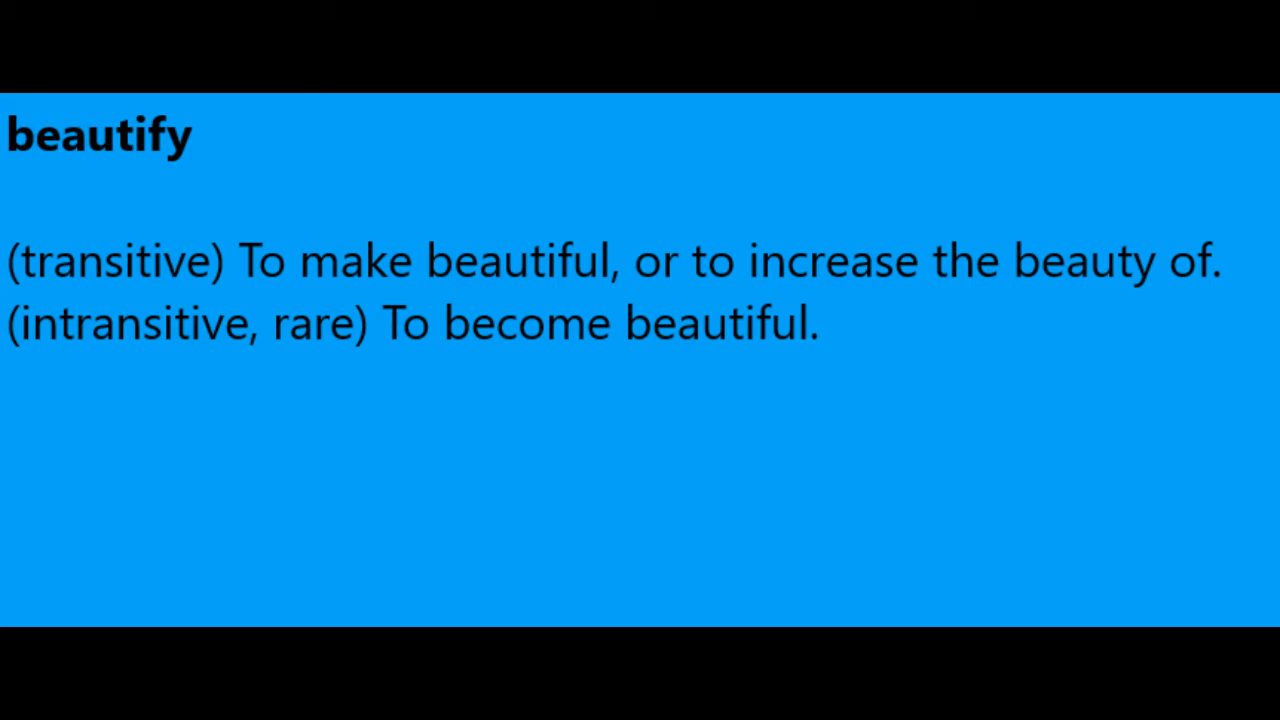 beautify
(transitive) To make beautiful, or to increase the beauty of.
(intransitive, rare) To become beautiful.